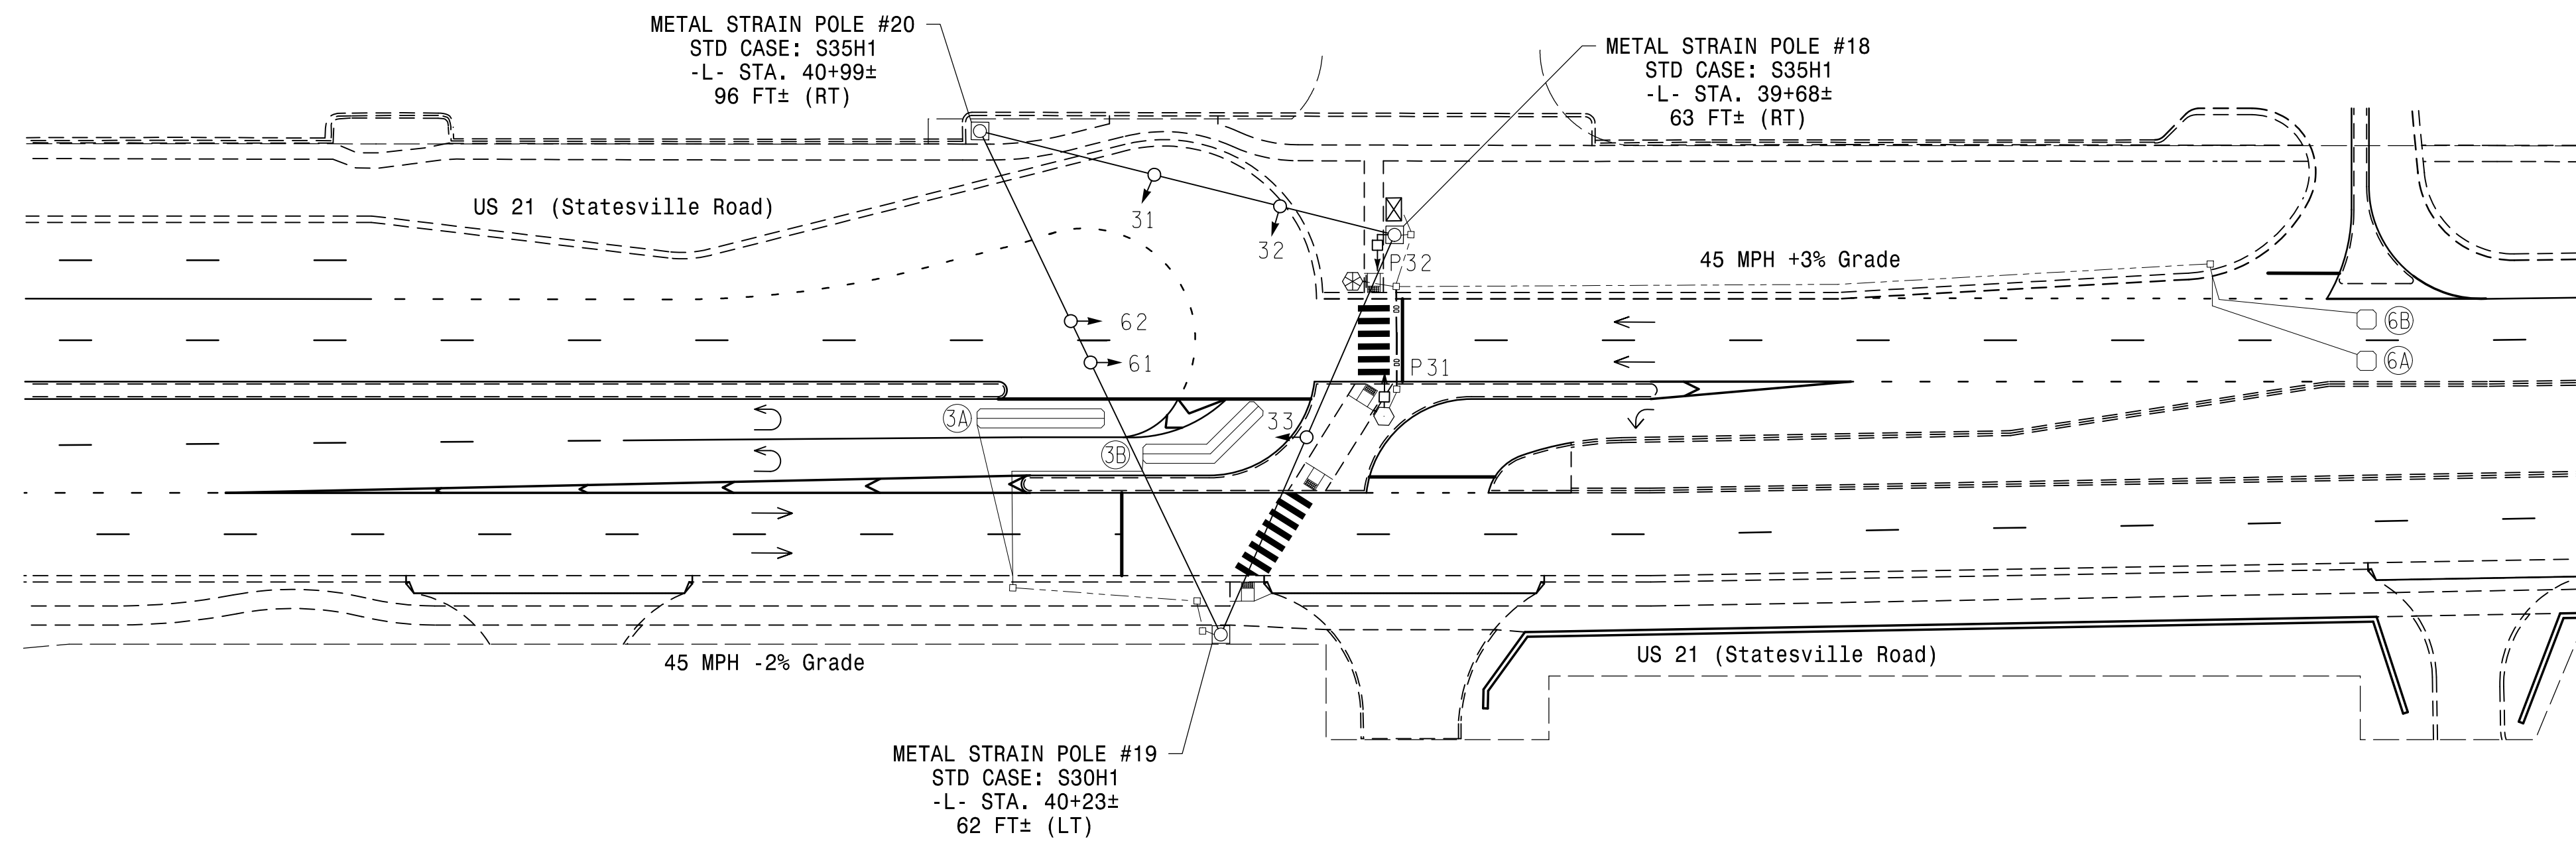 METAL STRAIN POLE #20
STD CASE: S35H1
-L- STA. 40+99±
96 FT± (RT)
METAL STRAIN POLE #18
STD CASE: S35H1
-L- STA. 39+68±
63 FT± (RT)
US 21 (Statesville Road)
31
32
P32
45 MPH +3% Grade
62
61
6B
6A
P31
3A
3B
33
45 MPH -2% Grade
US 21 (Statesville Road)
METAL STRAIN POLE #19
STD CASE: S30H1
-L- STA. 40+23±
62 FT± (LT)